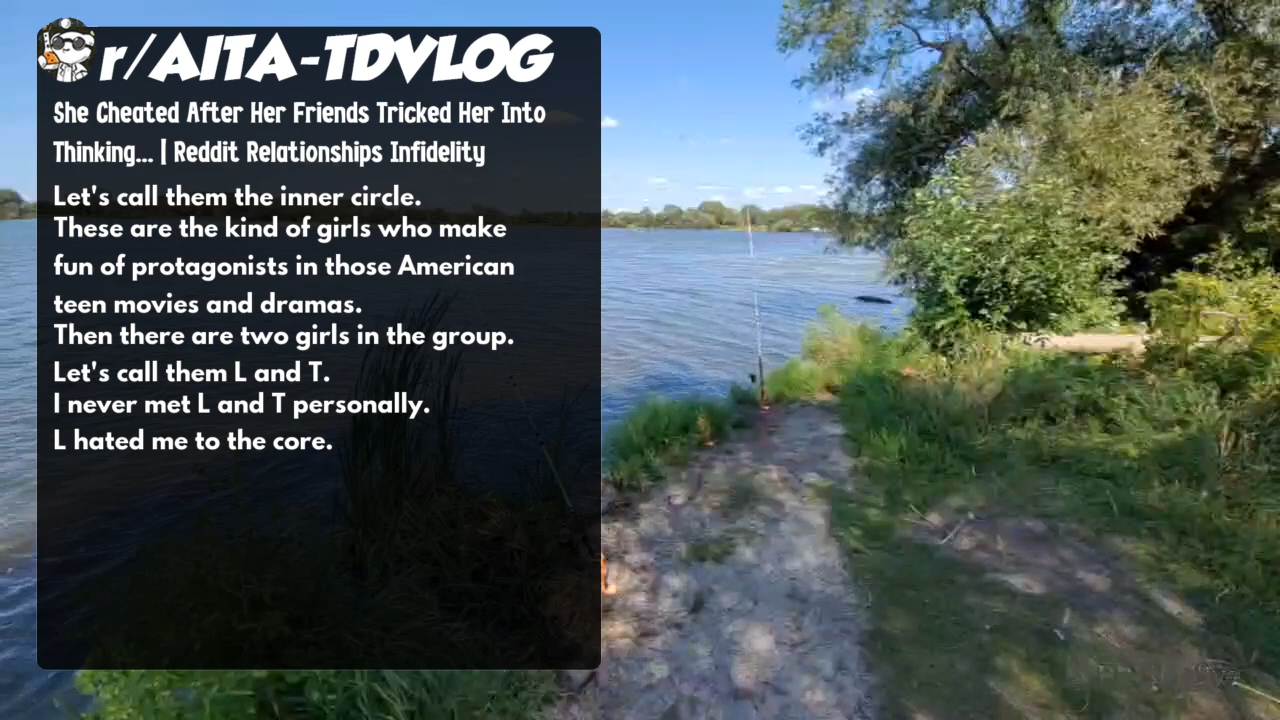 r/AITA-TDVLOG
She Cheated After Her Friends Tricked Her Into
Thinking... | Reddit Relationships Infidelity
Let's call them the inner circle.
These are the kind of girls who make
fun of protagonists in those American
teen movies and dramas.
Then there are two girls in the group.
Let's call them L and T.
I never met L and T personally.
L hated me to the core.